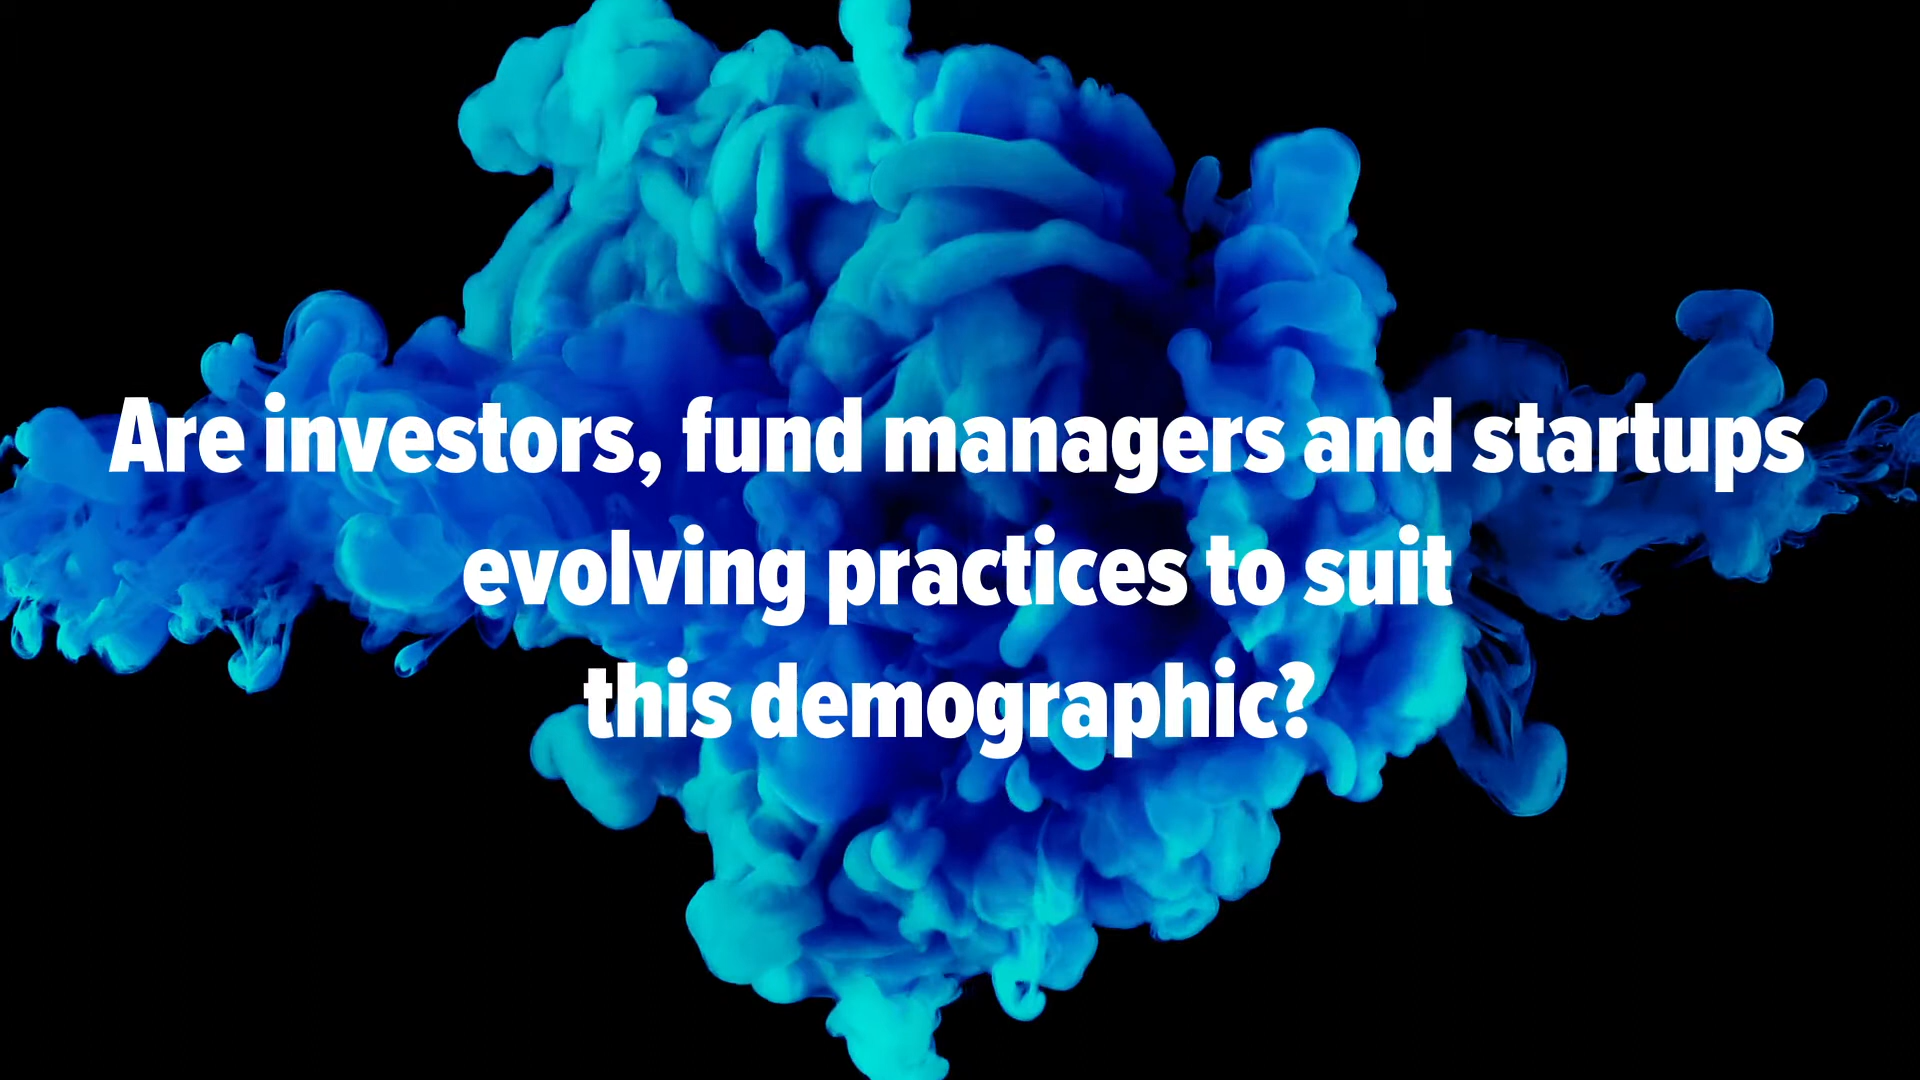 Are investors, fund managers and startups
evolving practices to suit
this demographic?